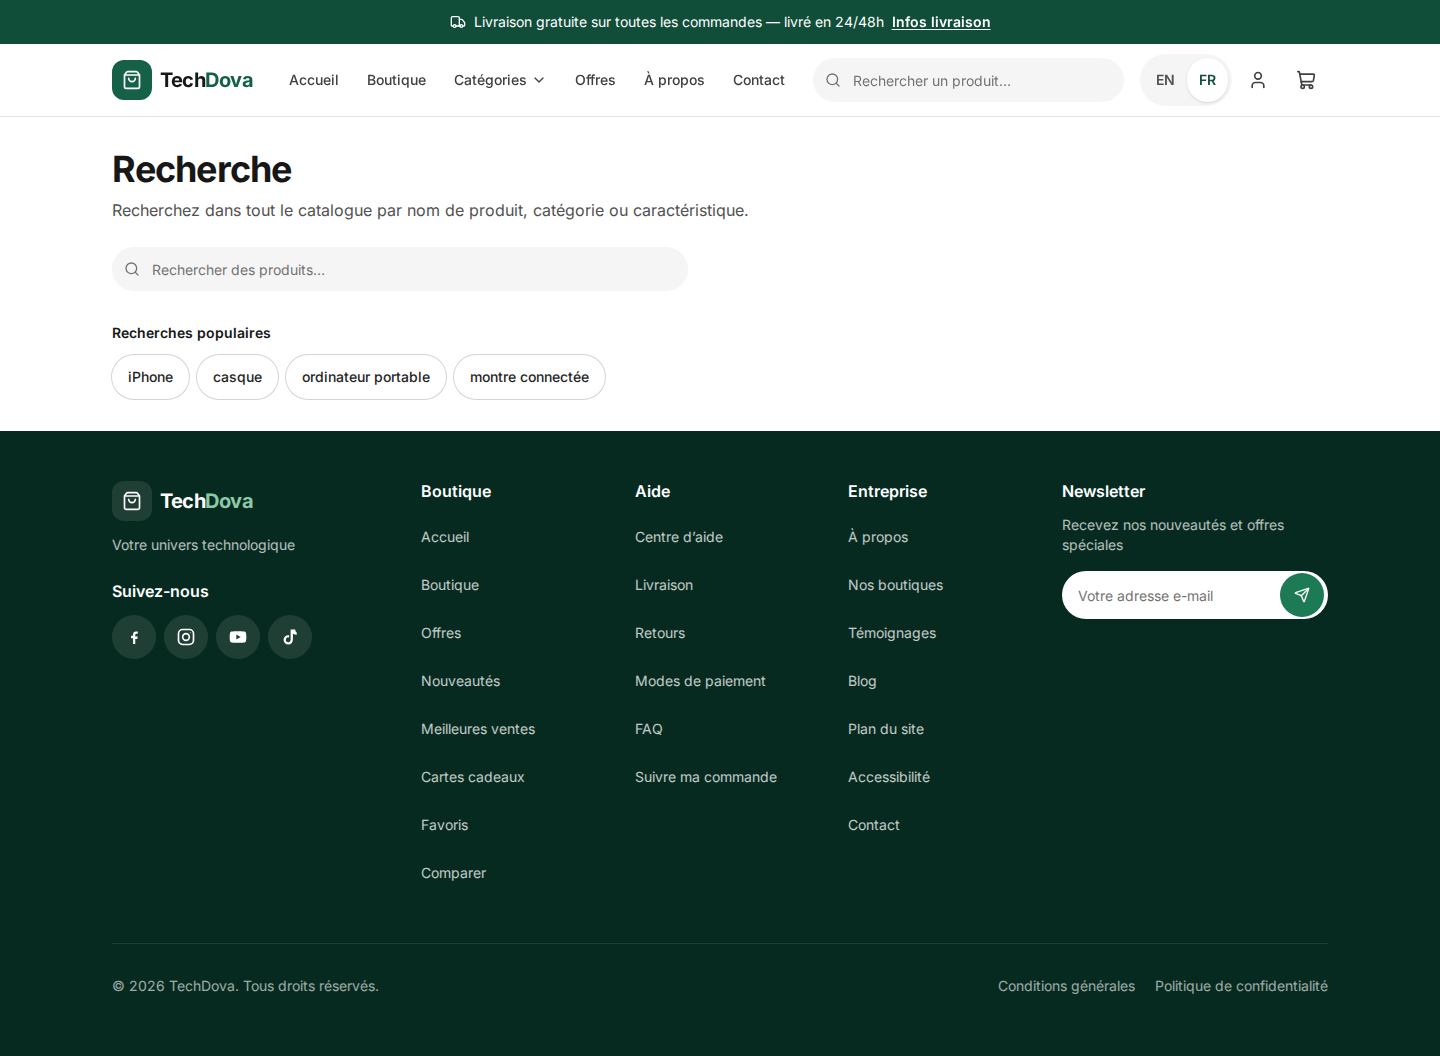 Livraison gratuite sur toutes les commandes — livré en 24/48h Infos livraison
TechDova
Accueil
Boutique
Catégories
Offres
À propos
Contact
Rechercher un produit...
EN
FR
Recherche
Recherchez dans tout le catalogue par nom de produit, catégorie ou caractéristique.
Rechercher des produits...
Recherches populaires
iPhone
casque
ordinateur portable
montre connectée
TechDova
Votre univers technologique
Suivez-nous
Boutique
Accueil
Boutique
Offres
Nouveautés
Meilleures ventes
Cartes cadeaux
Favoris
Comparer
Aide
Centre d’aide
Livraison
Retours
Modes de paiement
FAQ
Suivre ma commande
Entreprise
À propos
Nos boutiques
Témoignages
Blog
Plan du site
Accessibilité
Contact
Newsletter
Recevez nos nouveautés et offres
spéciales
Votre adresse e-mail
© 2026 TechDova. Tous droits réservés.
Conditions générales
Politique de confidentialité